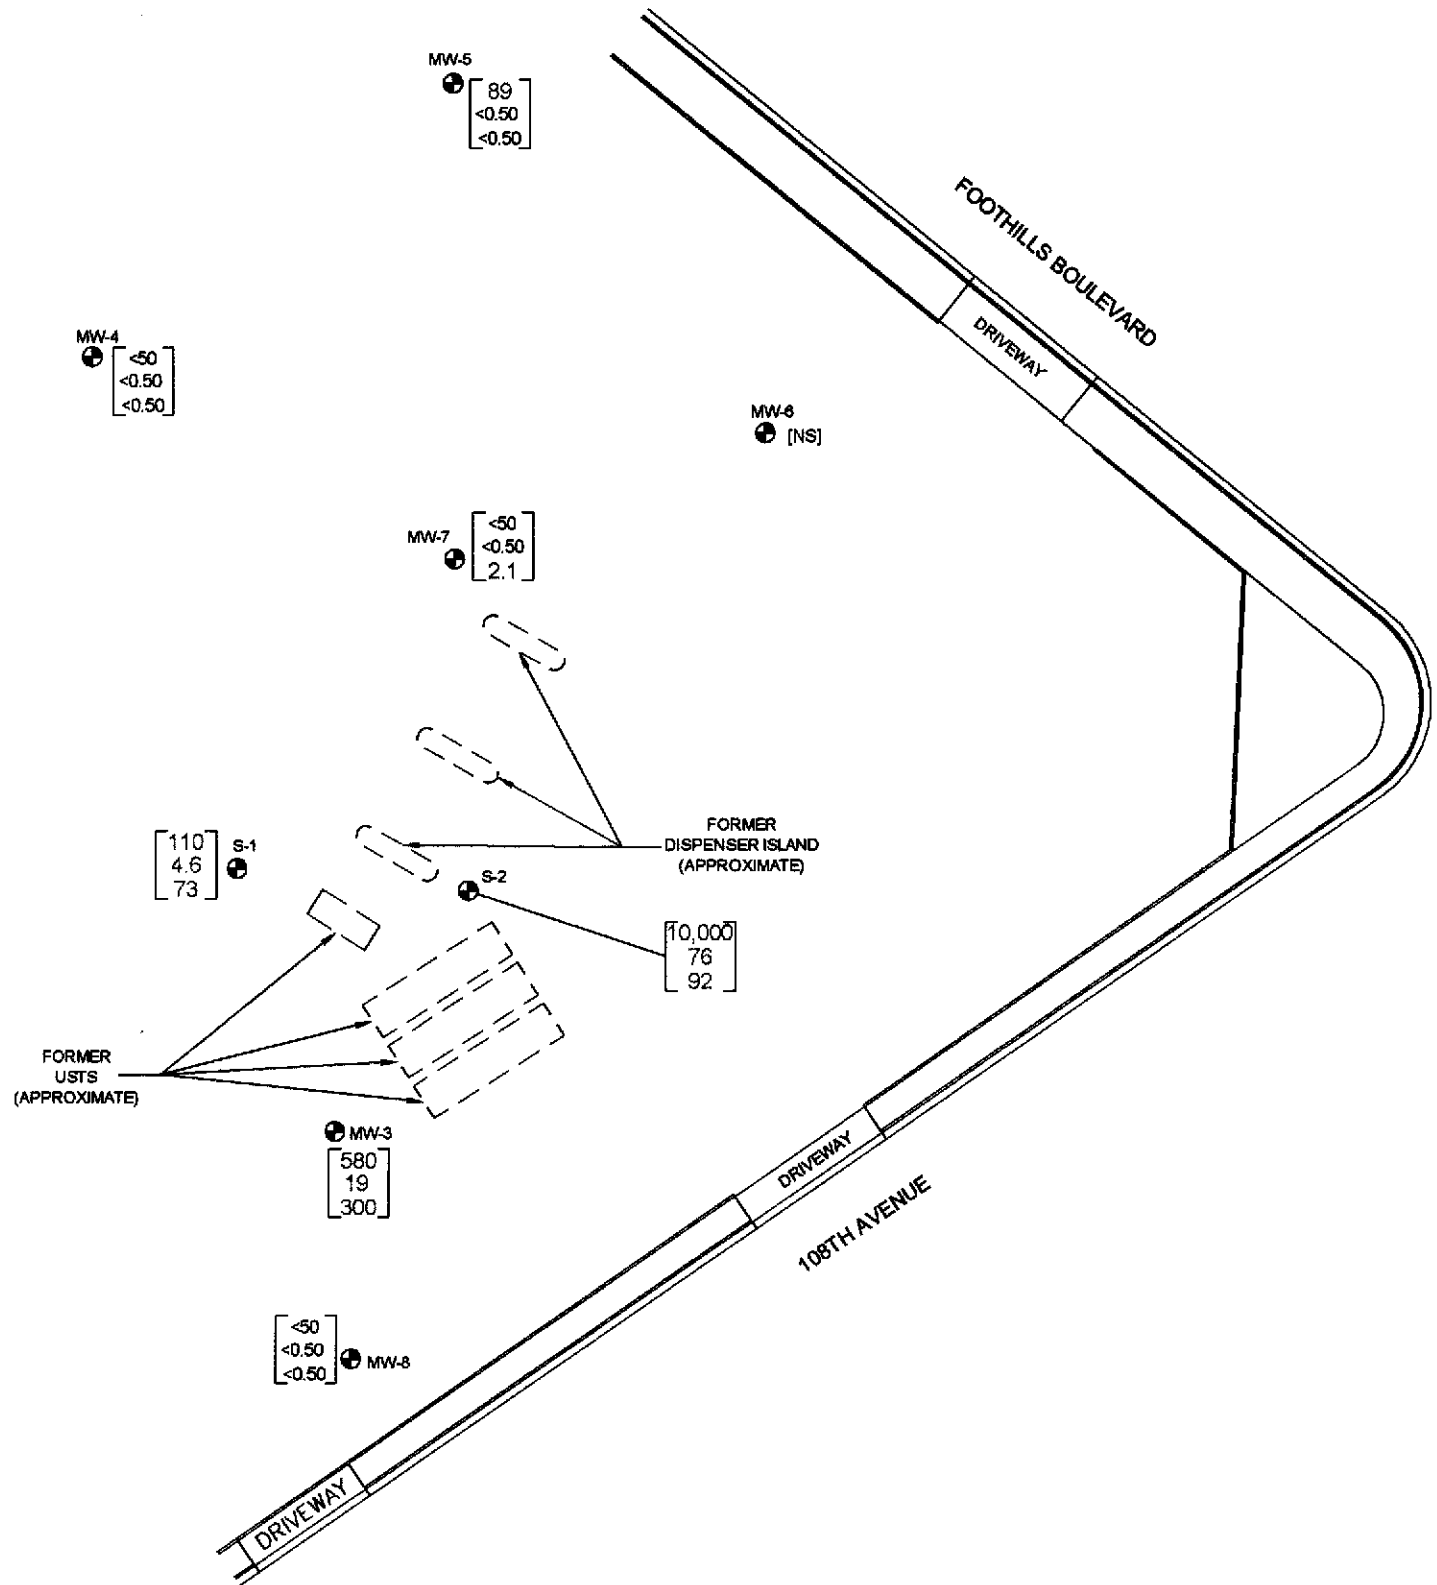 MW-5
89
<0.50
<0.50
FOOTHILLS BOULEVARD
DRIVEWAY
MW-4
<50
<0.50
<0.50
MW-6
[NS]
MW-7
<50
<0.50
2.1
FORMER
DISPENSER ISLAND
(APPROXIMATE)
110
4.6
73
S-1
S-2
10,000
76
92
FORMER
USTS
(APPROXIMATE)
MW-3
580
19
300
DRIVEWAY
108TH AVENUE
<50
<0.50
<0.50
MW-8
DRIVEWAY